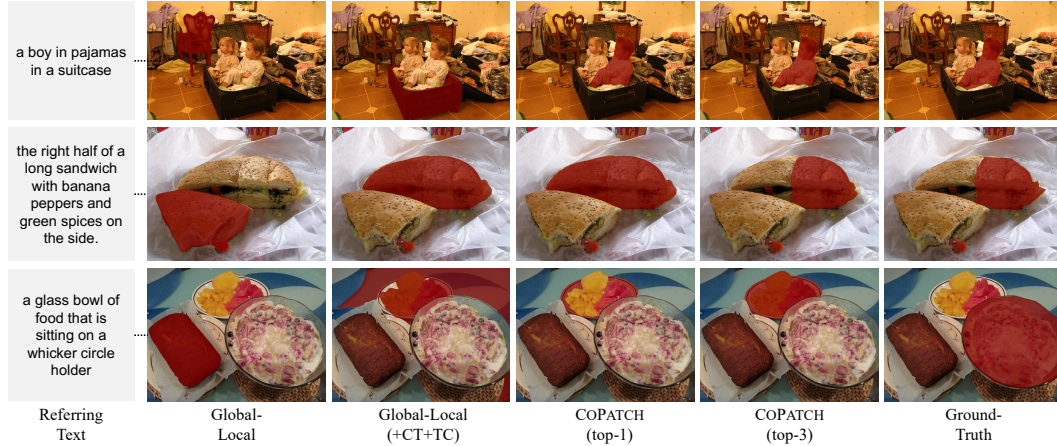 a boy in pajamas
in a suitcase
the right half of a
long sandwich
with banana
peppers and
green spices on
the side.
a glass bowl of
food that is
sitting on a
whicker circle
holder
Referring
Text
Global-
Local
Global-Local
(+CT+TC)
COPATCH
(top-1)
COPATCH
(top-3)
Ground-
Truth